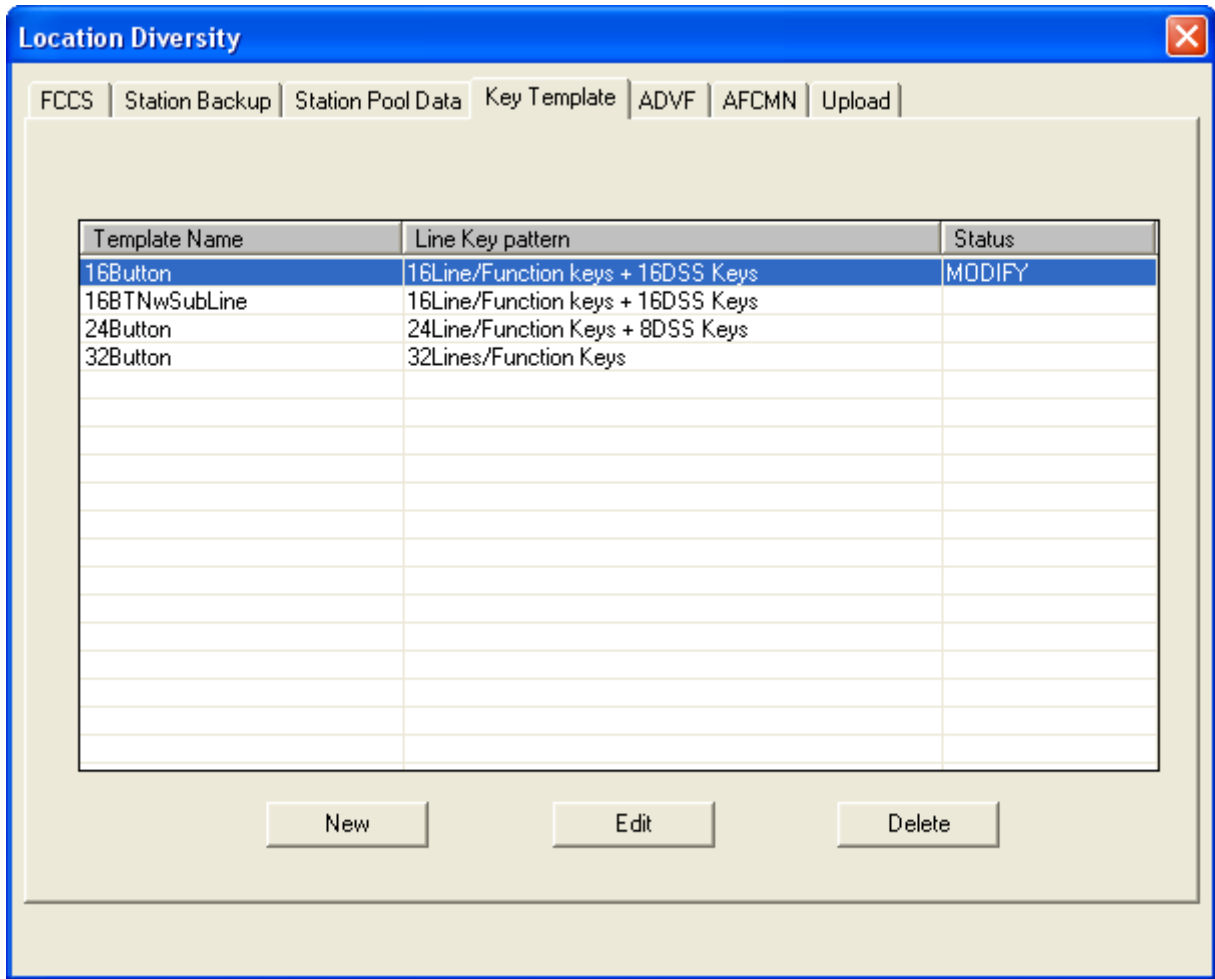 Location Diversity
FCCS Station Backup Station Pool Data Key Template ADVF AFCMN Upload
Template Name Line Key pattern Status
16Button 16Line/Function keys + 16DSS Keys MODIFY
16BTNwSubLine 16Line/Function keys + 16DSS Keys
24Button 24Line/Function Keys + 8DSS Keys
32Button 32Lines/Function Keys
New Edit Delete